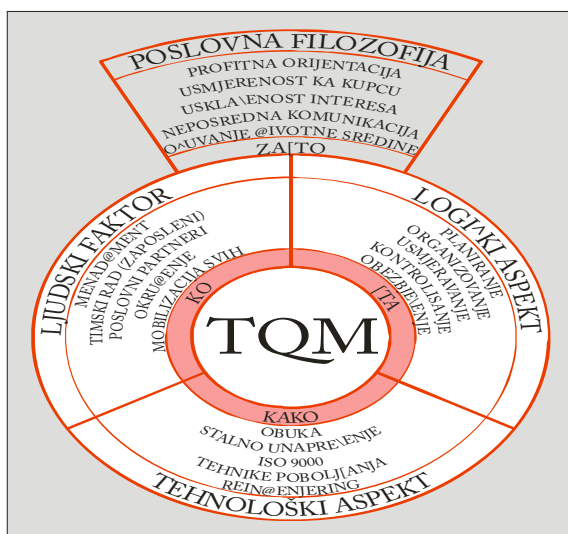 POSLOVNA FILOZOFIJA
PROFITNA ORIJENTACIJA
USMJERENOST KA KUPCU
USKLA\ENOST INTERESA
NEPOSREDNA KOMUNIKACIJA
O^UVANJE @IVOTNE SREDINE
ZA[TO
LJUDSKI FAKTOR
MENAD@MENT
TIMSKI RAD (ZAPOSLENI)
POSLOVNI PARTNERI
OKRU@ENJE
MOBILIZACIJA SVIH
KO
LOGI^KI ASPEKT
PLANIRANJE
ORGANIZOVANJE
USMJERAVANJE
KONTROLISANJE
OBEZBJE\ENJE
[TA
TQM
KAKO
OBUKA
STALNO UNAPRE\ENJE
ISO 9000
TEHNIKE POBOLJ[ANJA
REIN@ENJERING
TEHNOLOŠKI ASPEKT